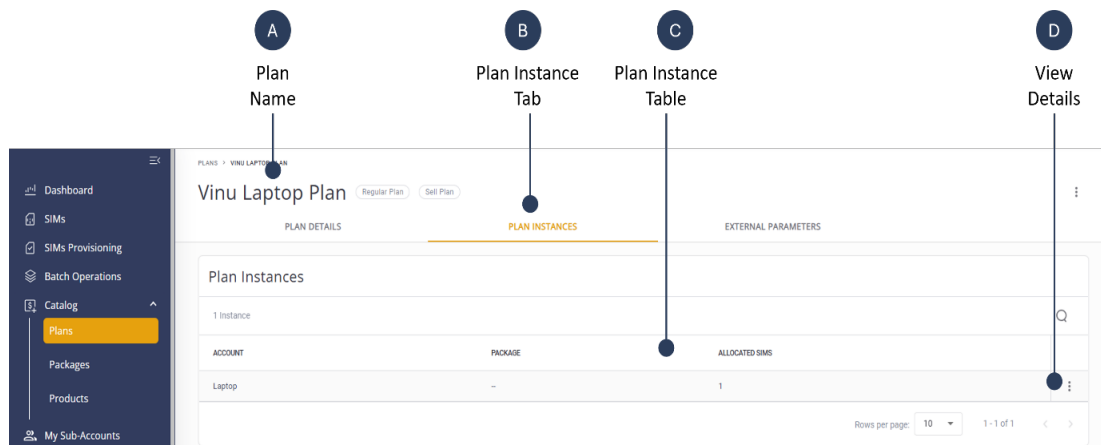 A
B
C
D
Plan
Name
Plan Instance
Tab
Plan Instance
Table
View
Details
PLANS > VINU LAPTOP PLAN
Vinu Laptop Plan Regular Plan Sell Plan
PLAN DETAILS PLAN INSTANCES EXTERNAL PARAMETERS
Dashboard
SIMs
SIMs Provisioning
Batch Operations
Catalog
Plans
Packages
Products
My Sub-Accounts
Plan Instances
1 Instance
ACCOUNT PACKAGE ALLOCATED SIMS
Laptop – 1
Rows per page: 10 1 - 1 of 1